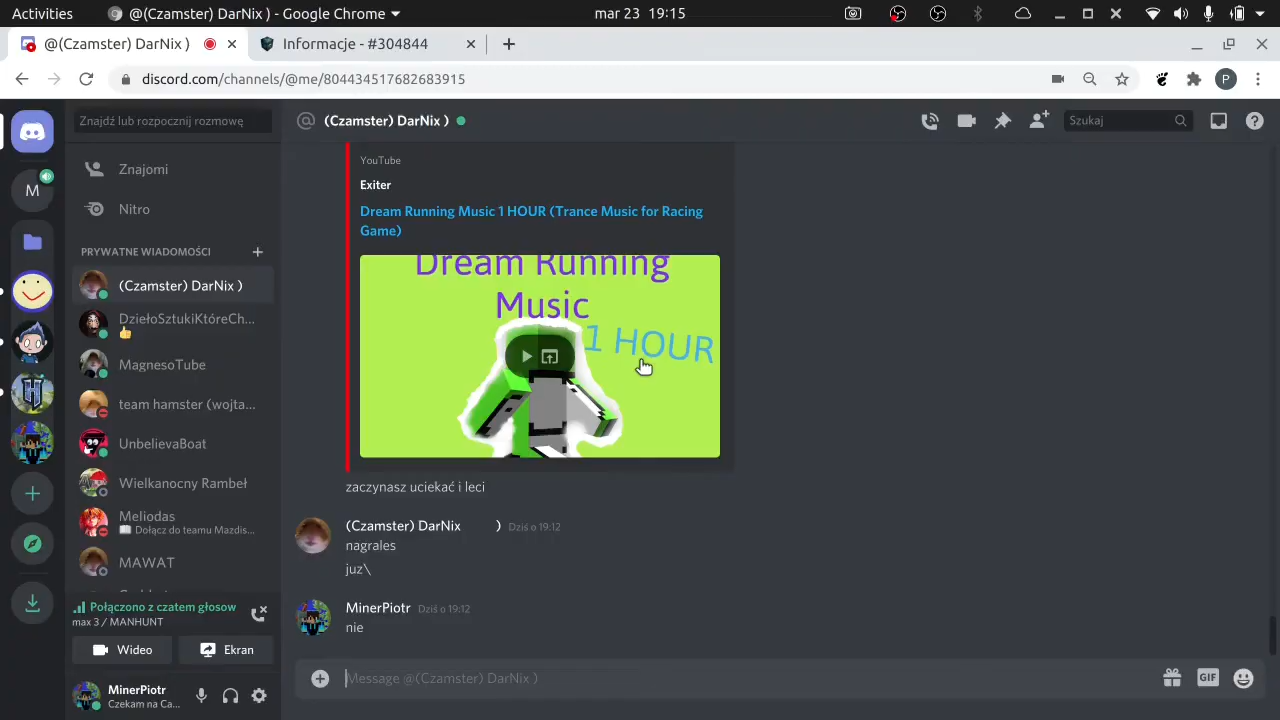 Activities
@(Czamster) DarNix ) - Google Chrome
mar 23 19:15
@(Czamster) DarNix )
Informacje - #304844
discord.com/channels/@me/804434517682683915
P
Znajdź lub rozpocznij rozmowę
@ (Czamster) DarNix )
Szukaj
M
Znajomi
Nitro
PRYWATNE WIADOMOŚCI
(Czamster) DarNix )
DziełoSztukiKtóreCh...
MagnesoTube
team hamster (wojta...
UnbelievaBoat
Wielkanocny Rambeł
Meliodas
Dołącz do teamu Mazdis...
MAWAT
Połączono z czatem głosow
max 3 / MANHUNT
Wideo
Ekran
MinerPiotr
Czekam na Ca...
YouTube
Exiter
Dream Running Music 1 HOUR (Trance Music for Racing
Game)
Dream Running
Music
1 HOUR
zaczynasz uciekać i leci
(Czamster) DarNix ) Dziś o 19:12
nagrales
juz\
MinerPiotr Dziś o 19:12
nie
Message @(Czamster) DarNix )
GIF